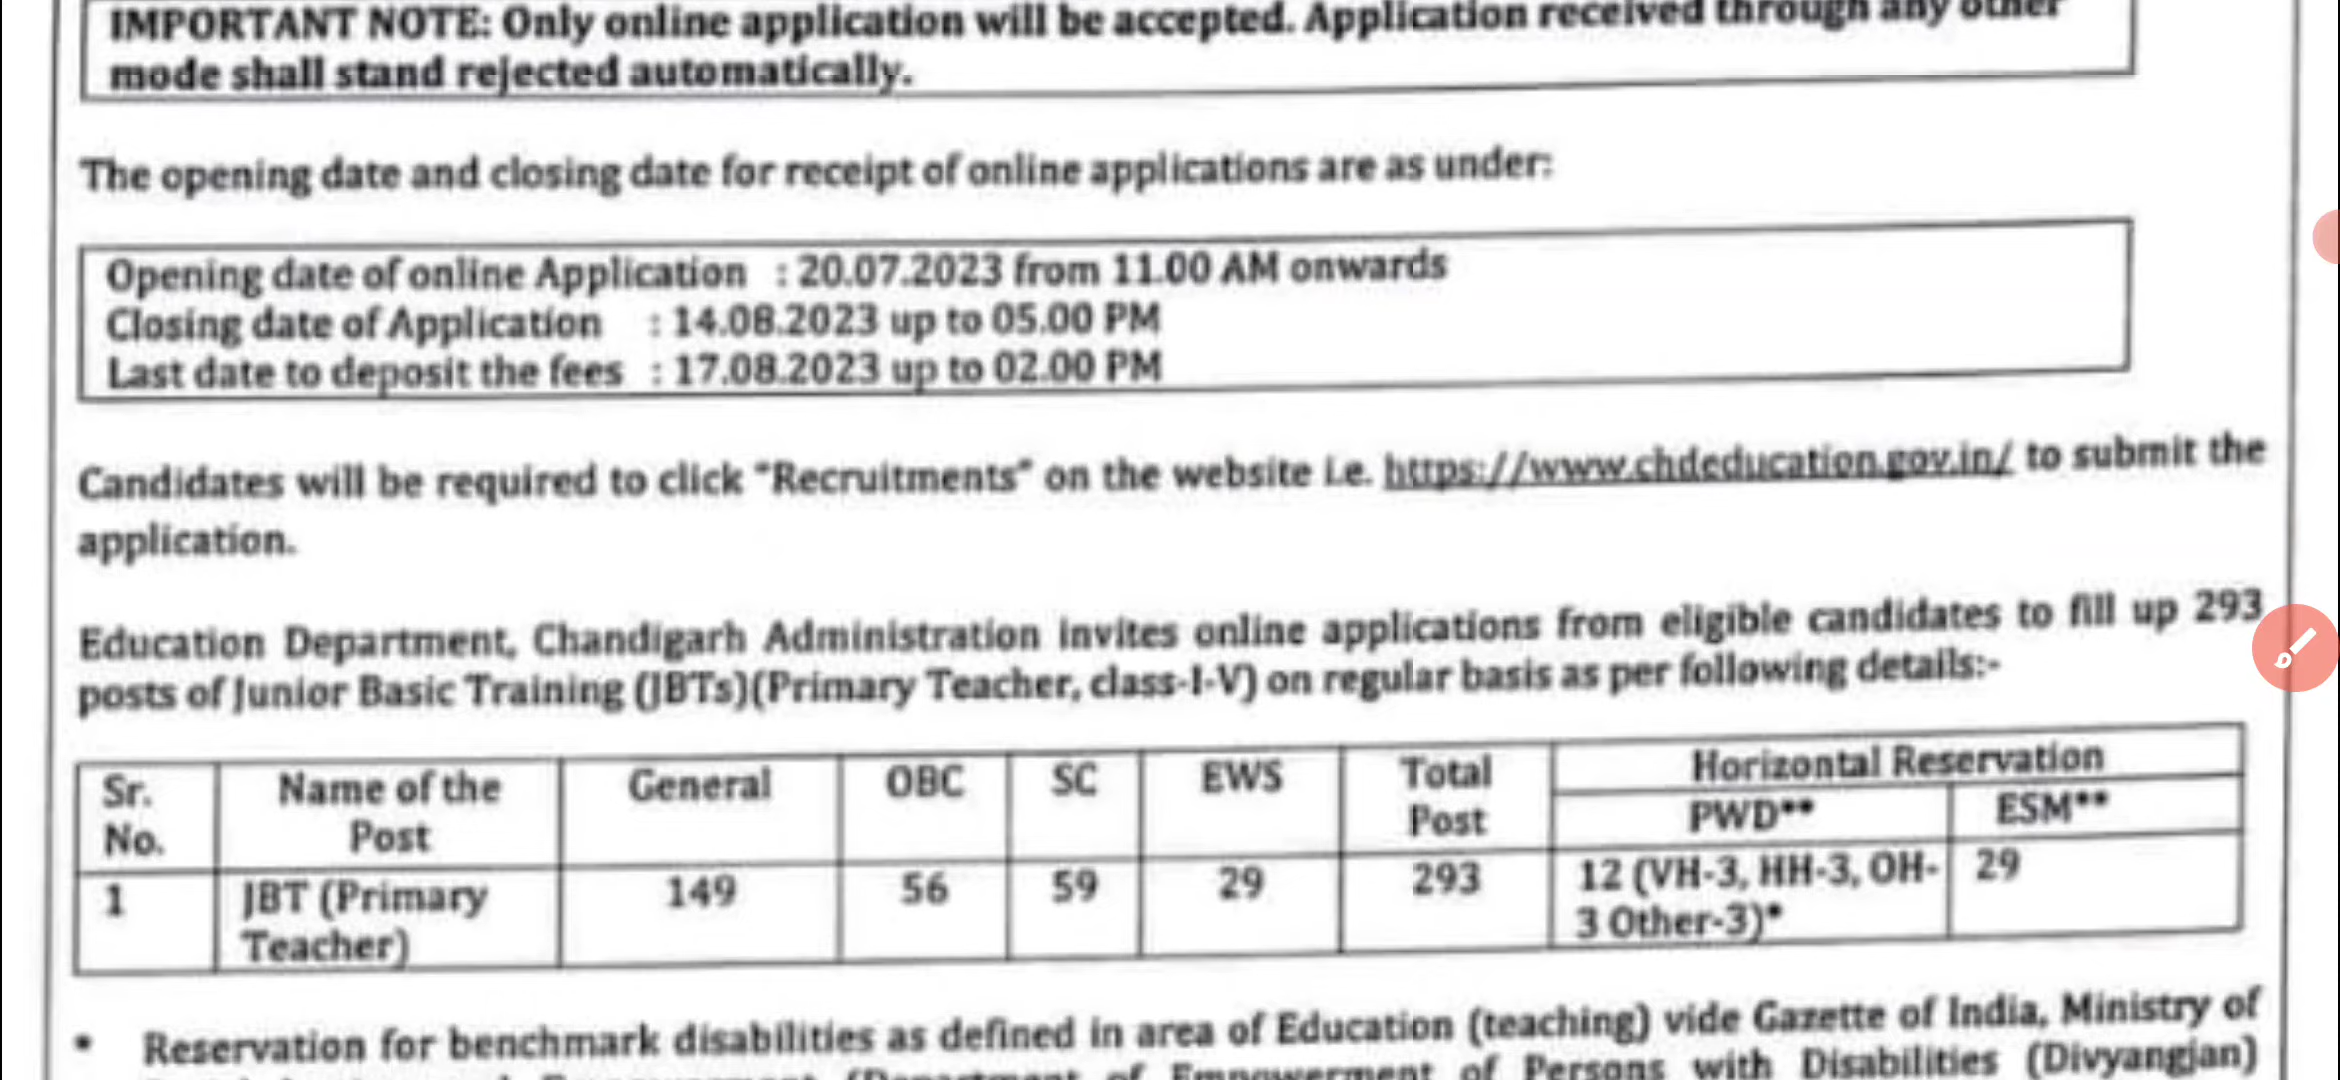 IMPORTANT NOTE: Only online application will be accepted. Application received through any other
mode shall stand rejected automatically.
The opening date and closing date for receipt of online applications are as under:
Opening date of online Application : 20.07.2023 from 11.00 AM onwards
Closing date of Application : 14.08.2023 up to 05.00 PM
Last date to deposit the fees : 17.08.2023 up to 02.00 PM
Candidates will be required to click "Recruitments" on the website i.e. https://www.chdeducation.gov.in/ to submit the
application.
Education Department, Chandigarh Administration invites online applications from eligible candidates to fill up 293
posts of Junior Basic Training (JBTs)(Primary Teacher, class-I-V) on regular basis as per following details:-
Sr. No. Name of the Post General OBC SC EWS Total Post Horizontal Reservation
PWD** ESM**
1 JBT (Primary Teacher) 149 56 59 29 293 12 (VH-3, HH-3, OH-3 Other-3)* 29
* Reservation for benchmark disabilities as defined in area of Education (teaching) vide Gazette of India, Ministry of
Empowerment (Department of Empowerment of Persons with Disabilities (Divyangjan)